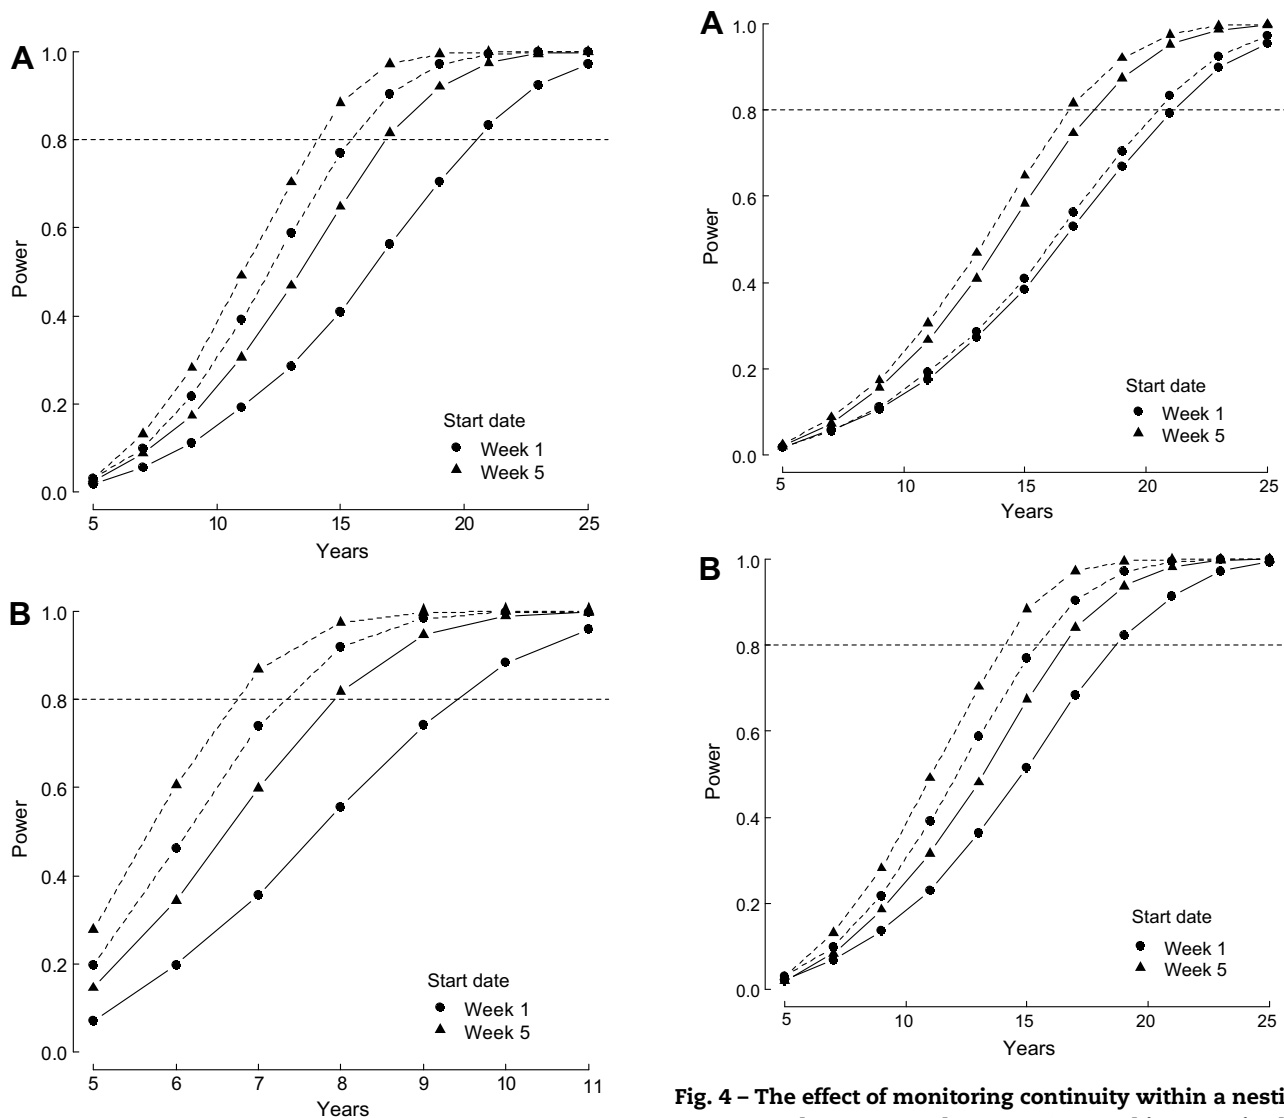 A
1.0
0.8
0.6
0.4
0.2
0.0
Power
5 10 15 20 25
Years
Start date
Week 1
Week 5
B
1.0
0.8
0.6
0.4
0.2
0.0
Power
5 6 7 8 9 10 11
Years
Start date
Week 1
Week 5
A
1.0
0.8
0.6
0.4
0.2
0.0
Power
5 10 15 20 25
Years
Start date
Week 1
Week 5
B
1.0
0.8
0.6
0.4
0.2
0.0
Power
5 10 15 20 25
Years
Start date
Week 1
Week 5
Fig. 4 – The effect of monitoring continuity within a nesti